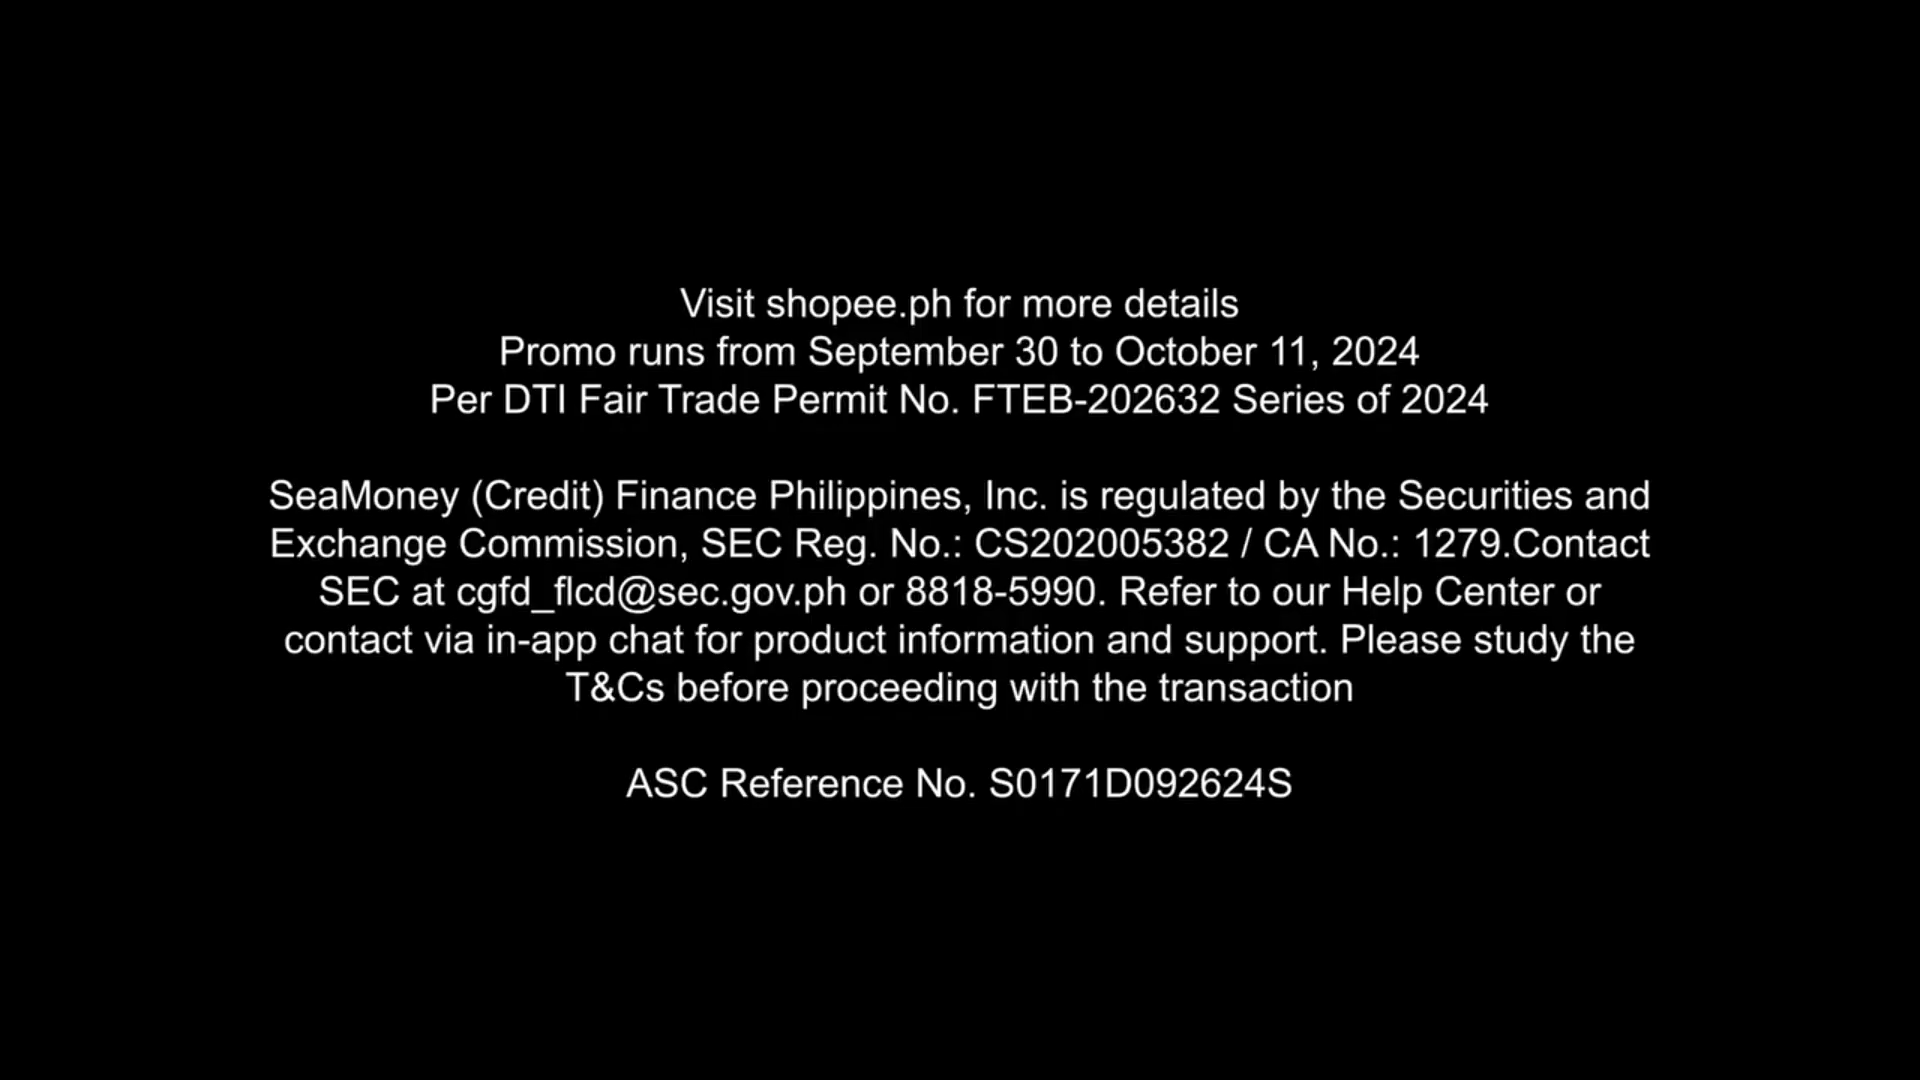 Visit shopee.ph for more details
Promo runs from September 30 to October 11, 2024
Per DTI Fair Trade Permit No. FTEB-202632 Series of 2024
SeaMoney (Credit) Finance Philippines, Inc. is regulated by the Securities and
Exchange Commission, SEC Reg. No.: CS202005382 / CA No.: 1279.Contact
SEC at cgfd_flcd@sec.gov.ph or 8818-5990. Refer to our Help Center or
contact via in-app chat for product information and support. Please study the
T&Cs before proceeding with the transaction
ASC Reference No. S0171D092624S